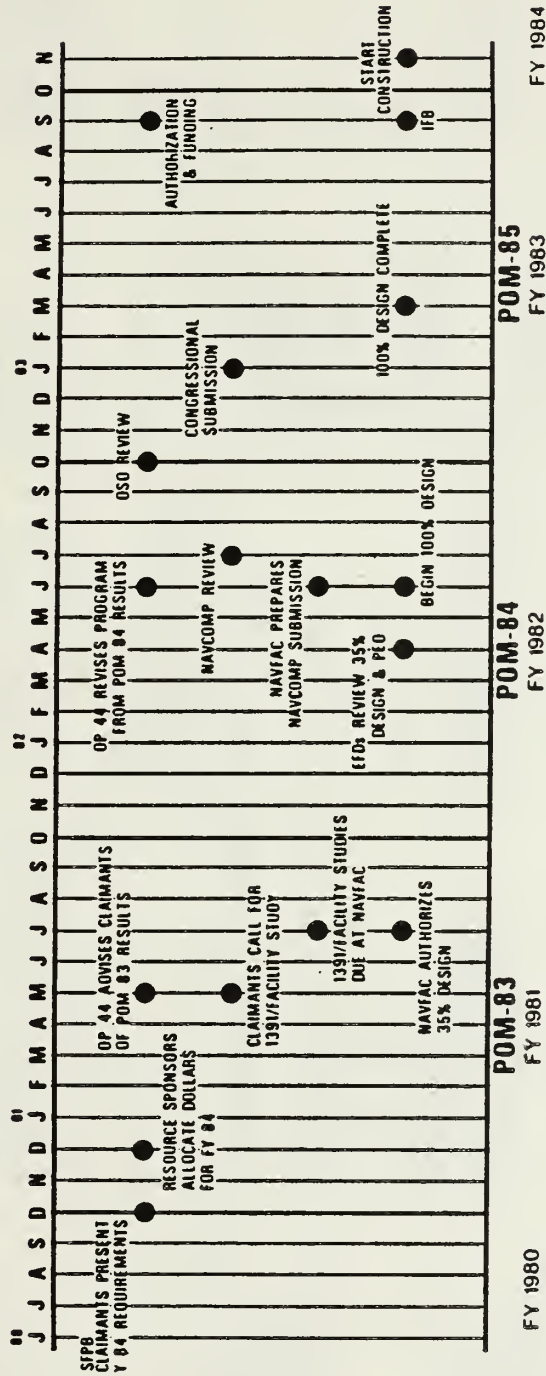 80 81 82 83
J J A S O N D J F M A M J J A S O N D J F M A M J J A S O N D J F M A M J J A S O N
SFPB
CLAIMANTS PRESENT
Y 84 REQUIREMENTS
RESOURCE SPONSORS
ALLOCATE DOLLARS
FOR FY 84
OP 44 ADVISES CLAIMANTS
OF POM 83 RESULTS
CLAIMANTS CALL FOR
1391/FACILITY STUDY
1391/FACILITY STUDIES
DUE AT NAVFAC
NAVFAC AUTHORIZES
35% DESIGN
OP 44 REVISES PROGRAM
FROM POM 84 RESULTS
NAVCOMP REVIEW
NAVFAC PREPARES
NAVCOMP SUBMISSION
EFDs REVIEW 35%
DESIGN & PED
BEGIN 100% DESIGN
OSD REVIEW
CONGRESSIONAL
SUBMISSION
100% DESIGN COMPLETE
AUTHORIZATION
& FUNDING
IFB
START
CONSTRUCTION
POM-83 POM-84 POM-85
FY 1980 FY 1981 FY 1982 FY 1983 FY 1984